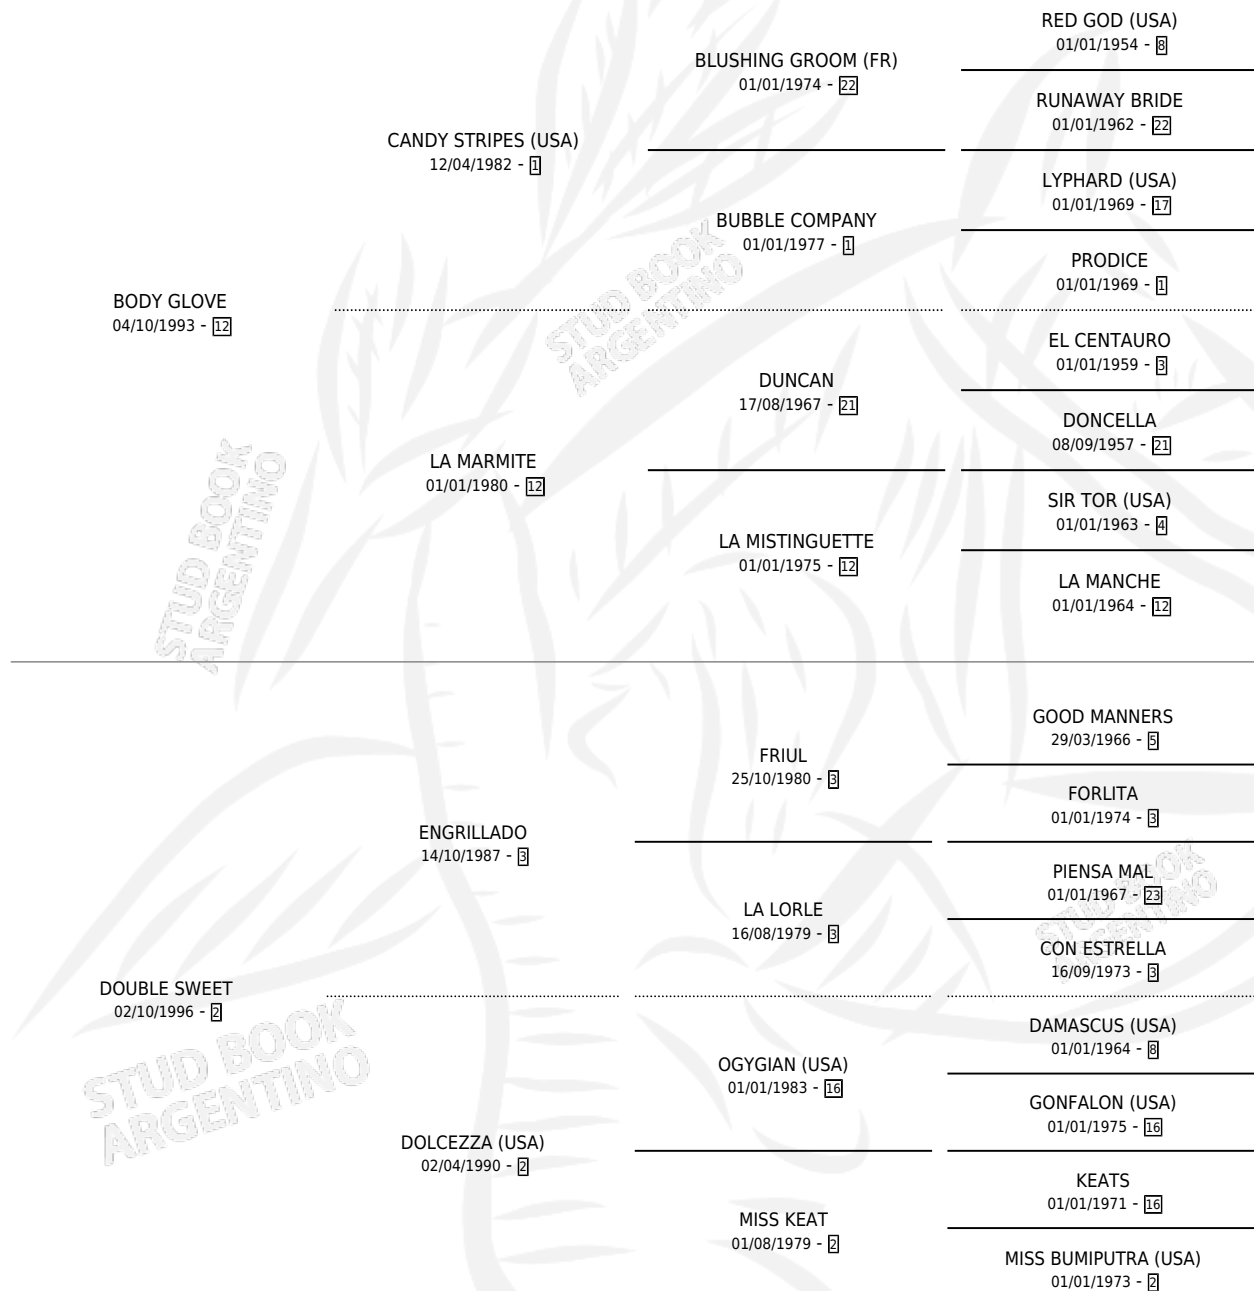 RED GOD (USA)
01/01/1954 - 8
BLUSHING GROOM (FR)
01/01/1974 - 22
RUNAWAY BRIDE
01/01/1962 - 22
CANDY STRIPES (USA)
12/04/1982 - 1
LYPHARD (USA)
01/01/1969 - 17
BUBBLE COMPANY
01/01/1977 - 1
PRODICE
01/01/1969 - 1
BODY GLOVE
04/10/1993 - 12
EL CENTAURO
01/01/1959 - 3
DUNCAN
17/08/1967 - 21
DONCELLA
08/09/1957 - 21
LA MARMITE
01/01/1980 - 12
SIR TOR (USA)
01/01/1963 - 4
LA MISTINGUETTE
01/01/1975 - 12
LA MANCHE
01/01/1964 - 12
GOOD MANNERS
29/03/1966 - 5
FRIUL
25/10/1980 - 3
FORLITA
01/01/1974 - 3
ENGRILLADO
14/10/1987 - 3
PIENSA MAL
01/01/1967 - 23
LA LORLE
16/08/1979 - 3
CON ESTRELLA
16/09/1973 - 3
DOUBLE SWEET
02/10/1996 - 2
DAMASCUS (USA)
01/01/1964 - 8
OGYGIAN (USA)
01/01/1983 - 16
GONFALON (USA)
01/01/1975 - 16
DOLCEZZA (USA)
02/04/1990 - 2
KEATS
01/01/1971 - 16
MISS KEAT
01/08/1979 - 2
MISS BUMIPUTRA (USA)
01/01/1973 - 2
STUD BOOK
ARGENTINO
STUD BOOK
ARGENTINO
STUD BOOK
ARGENTINO
STUD BOOK
ARGENTINO